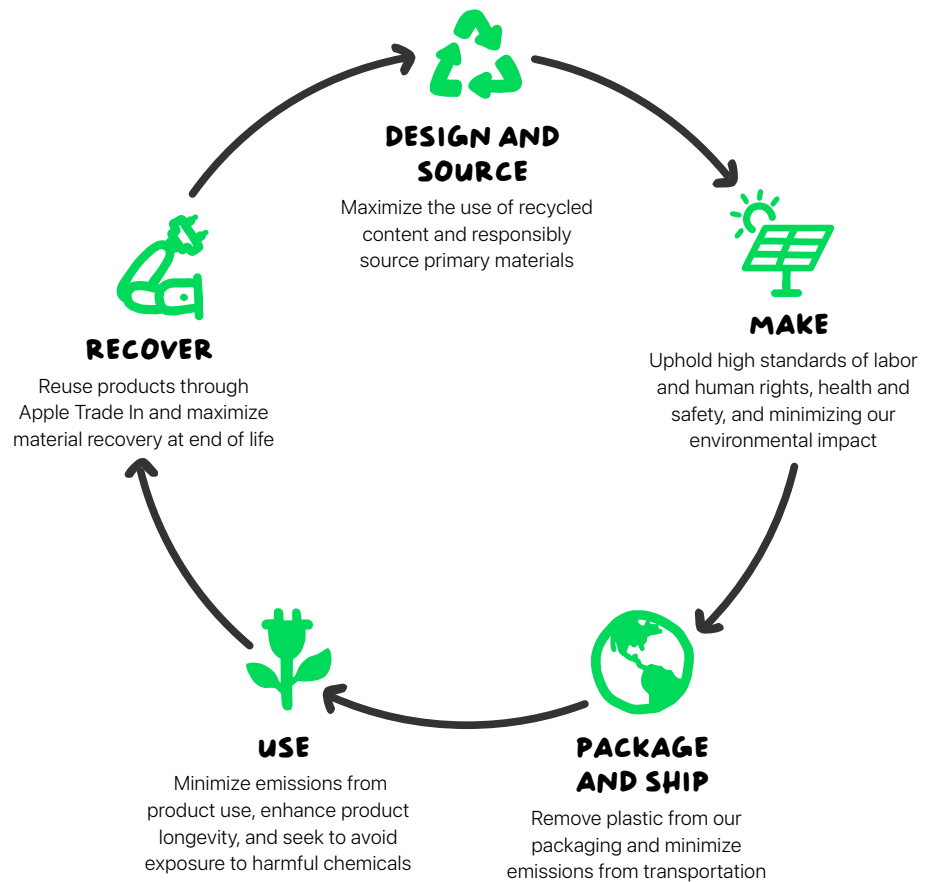 DESIGN AND
SOURCE
Maximize the use of recycled
content and responsibly
source primary materials
MAKE
Uphold high standards of labor
and human rights, health and
safety, and minimizing our
environmental impact
PACKAGE
AND SHIP
Remove plastic from our
packaging and minimize
emissions from transportation
USE
Minimize emissions from
product use, enhance product
longevity, and seek to avoid
exposure to harmful chemicals
RECOVER
Reuse products through
Apple Trade In and maximize
material recovery at end of life